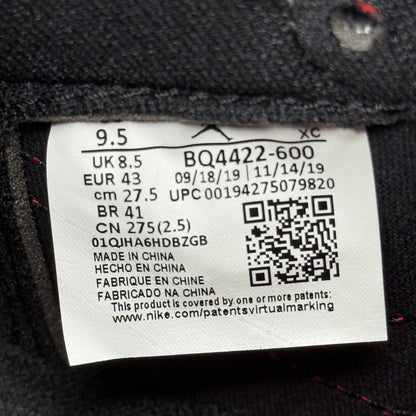 9.5 XC
UK 8.5 BQ4422-600
EUR 43 09/18/19 11/14/19
cm 27.5 UPC 00194275079820
BR 41
CN 275(2.5)
01QJHA6HDBZGB
MADE IN CHINA
HECHO EN CHINA
FABRIQUE EN CHINE
FABRICADO NA CHINA
This product is covered by one or more patents:
www.nike.com/patentsvirtualmarking